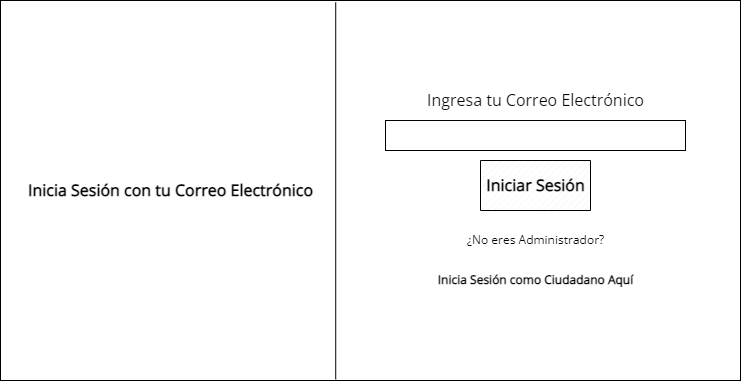 Inicia Sesión con tu Correo Electrónico
Ingresa tu Correo Electrónico
Iniciar Sesión
¿No eres Administrador?
Inicia Sesión como Ciudadano Aquí